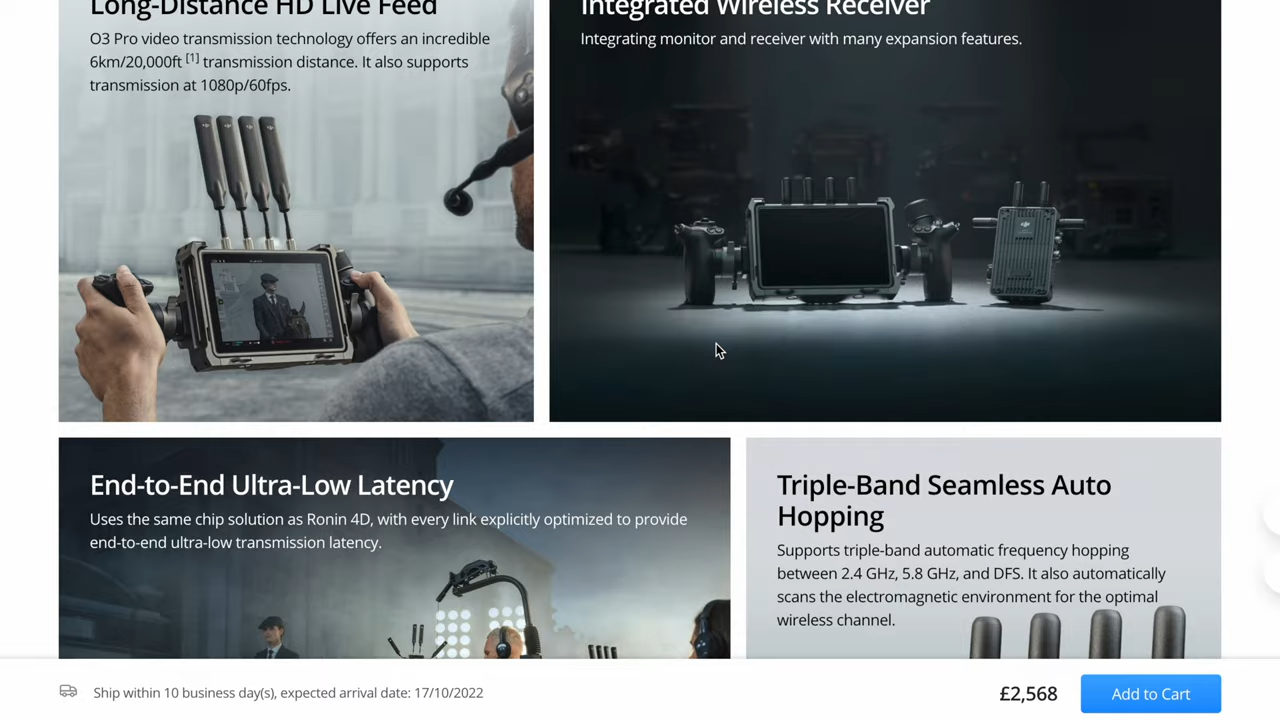 Long-Distance HD Live Feed
O3 Pro video transmission technology offers an incredible
6km/20,000ft [1] transmission distance. It also supports
transmission at 1080p/60fps.
Integrated Wireless Receiver
Integrating monitor and receiver with many expansion features.
End-to-End Ultra-Low Latency
Uses the same chip solution as Ronin 4D, with every link explicitly optimized to provide
end-to-end ultra-low transmission latency.
Triple-Band Seamless Auto
Hopping
Supports triple-band automatic frequency hopping
between 2.4 GHz, 5.8 GHz, and DFS. It also automatically
scans the electromagnetic environment for the optimal
wireless channel.
Ship within 10 business day(s), expected arrival date: 17/10/2022
£2,568
Add to Cart